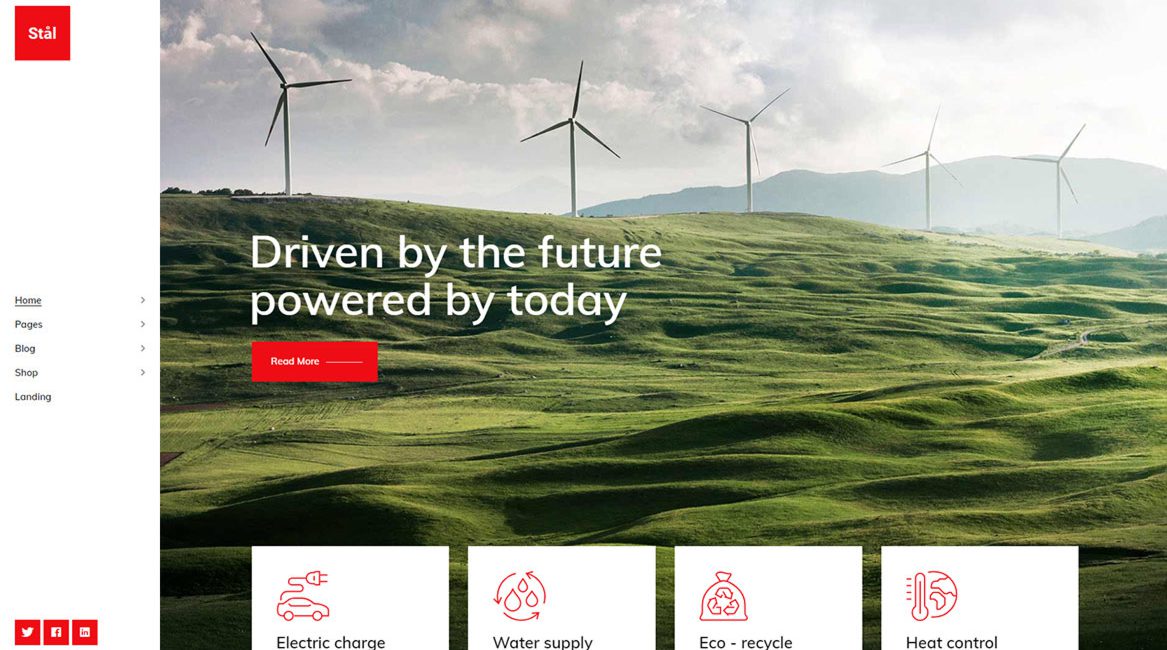 Stål
Home
Pages
Blog
Shop
Landing
Driven by the future
powered by today
Read More
Electric charge
Water supply
Eco - recycle
Heat control